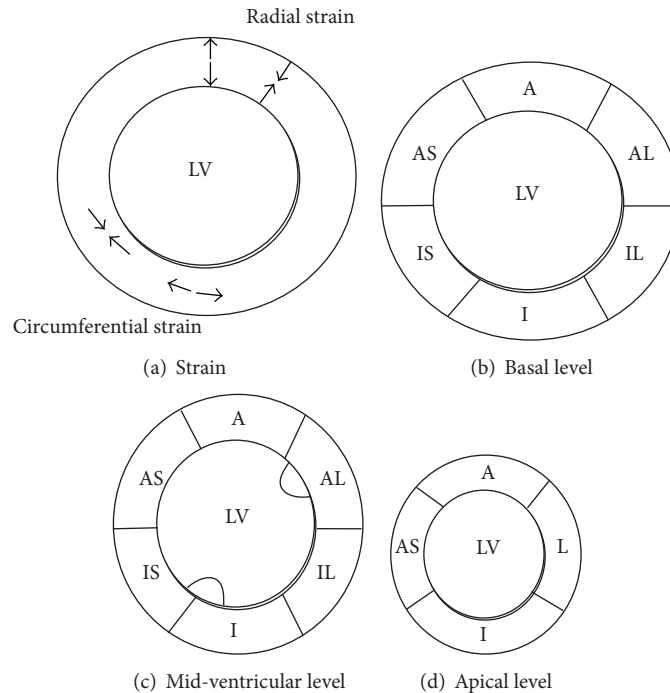 Radial strain
LV
Circumferential strain
(a) Strain
A
AS
AL
LV
IS
IL
I
(b) Basal level
A
AS
AL
LV
IS
IL
I
(c) Mid-ventricular level
A
AS
LV
L
I
(d) Apical level